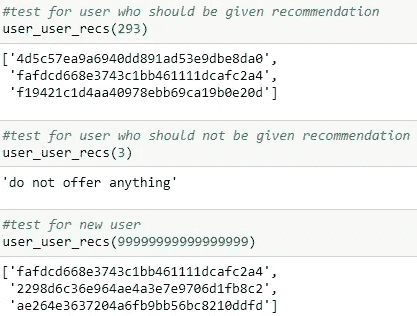 #test for user who should be given recommendation
user_user_recs(293)
['4d5c57ea9a6940dd891ad53e9dbe8da0',
'fafdcd668e3743c1bb461111dcafc2a4',
'f19421c1d4aa40978ebb69ca19b0e20d']
#test for user who should not be given recommendation
user_user_recs(3)
'do not offer anything'
#test for new user
user_user_recs(99999999999999999)
['fafdcd668e3743c1bb461111dcafc2a4',
'2298d6c36e964ae4a3e7e9706d1fb8c2',
'ae264e3637204a6fb9bb56bc8210ddfd']